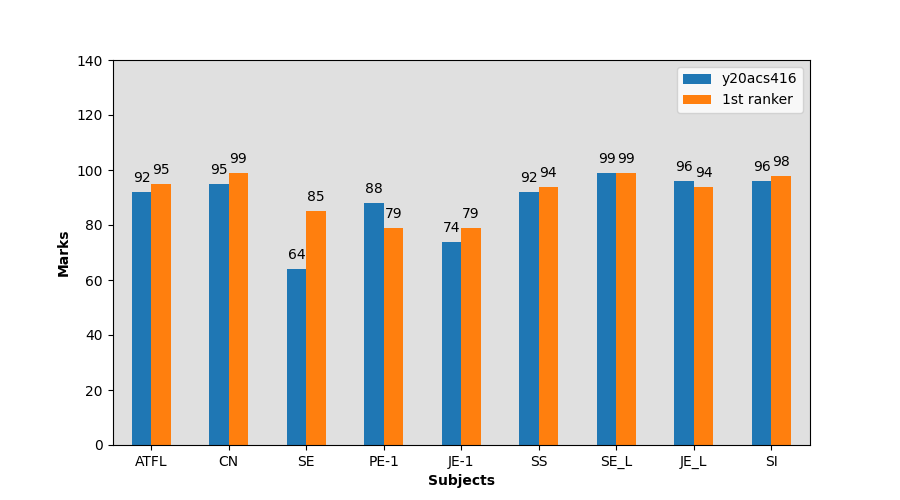 140
120
100
80
60
40
20
0
Marks
y20acs416
1st ranker
92 95 95 99 64 85 88 79 74 79 92 94 99 99 96 94 96 98
ATFL CN SE PE-1 JE-1 SS SE_L JE_L SI
Subjects